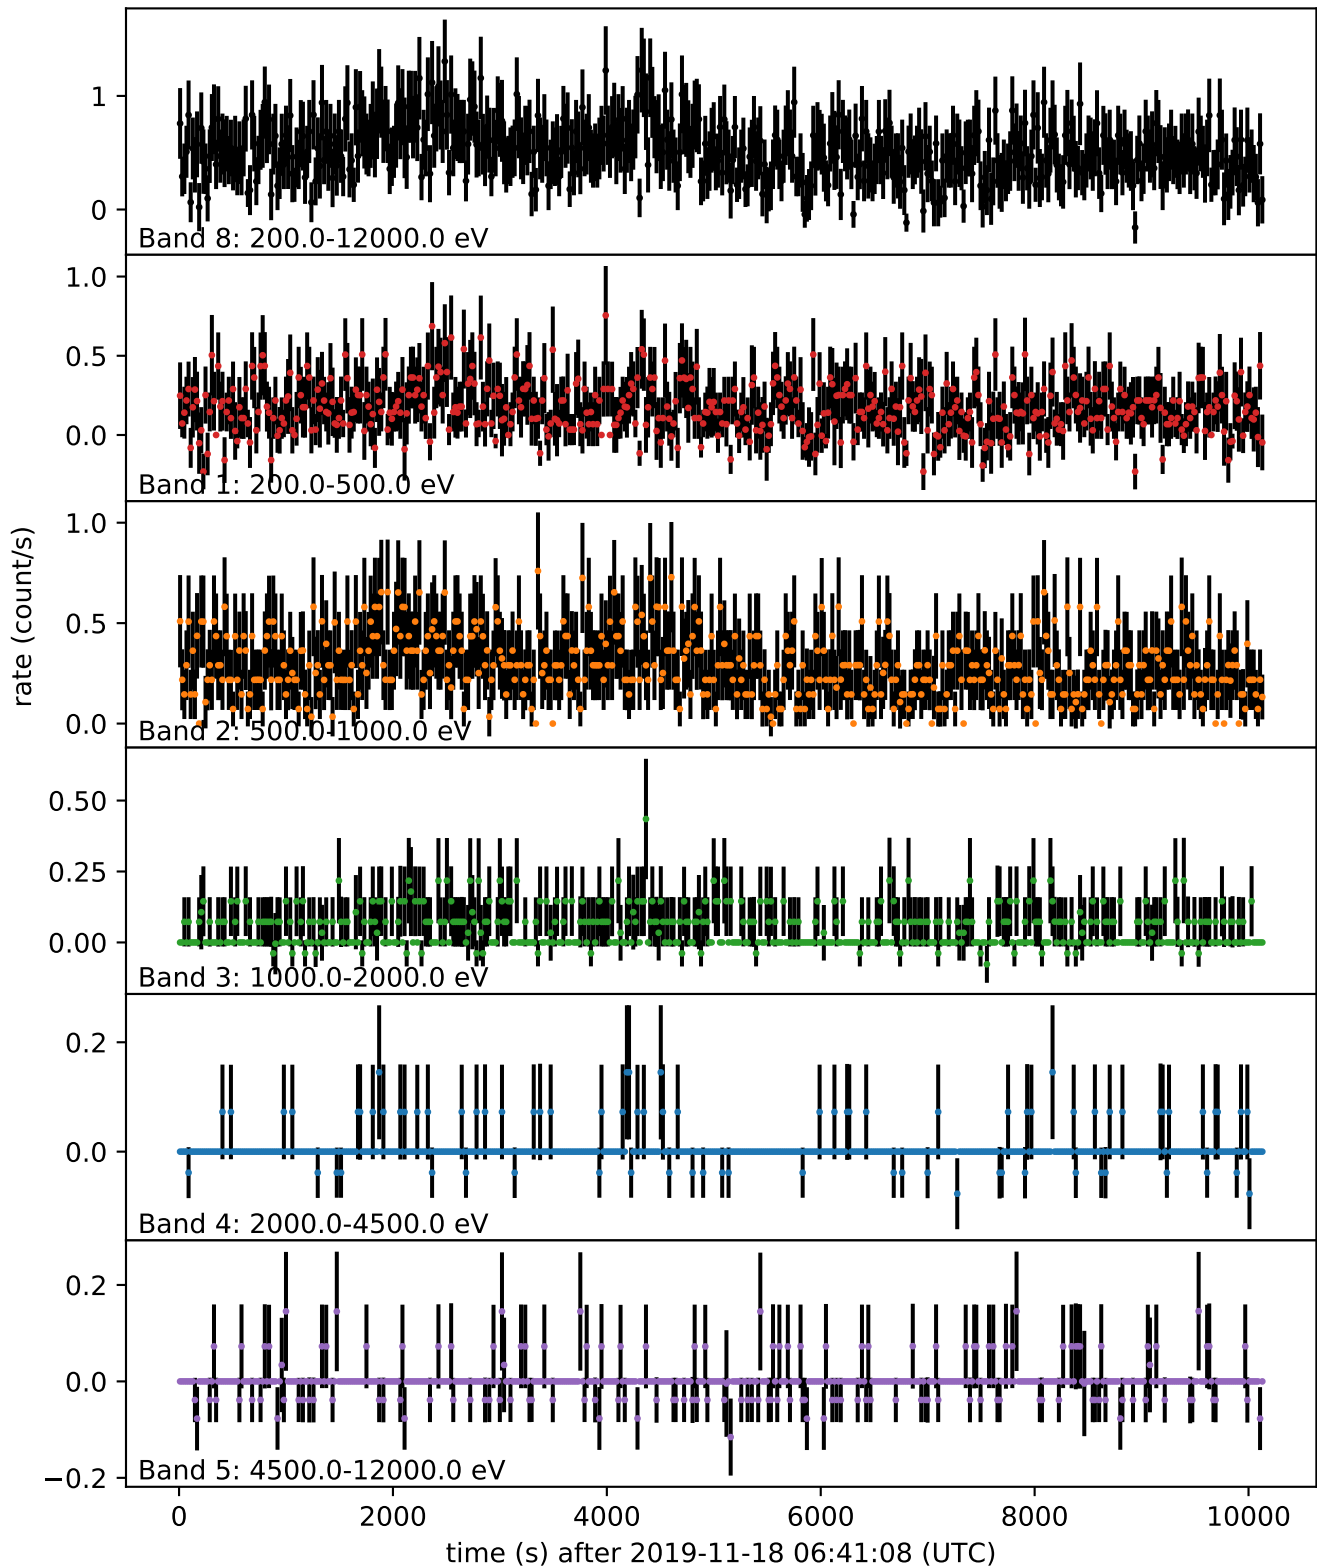 1
0
Band 8: 200.0-12000.0 eV
1.0
0.5
0.0
Band 1: 200.0-500.0 eV
1.0
0.5
0.0
Band 2: 500.0-1000.0 eV
rate (count/s)
0.50
0.25
0.00
Band 3: 1000.0-2000.0 eV
0.2
0.0
Band 4: 2000.0-4500.0 eV
0.2
0.0
−0.2
Band 5: 4500.0-12000.0 eV
0 2000 4000 6000 8000 10000
time (s) after 2019-11-18 06:41:08 (UTC)